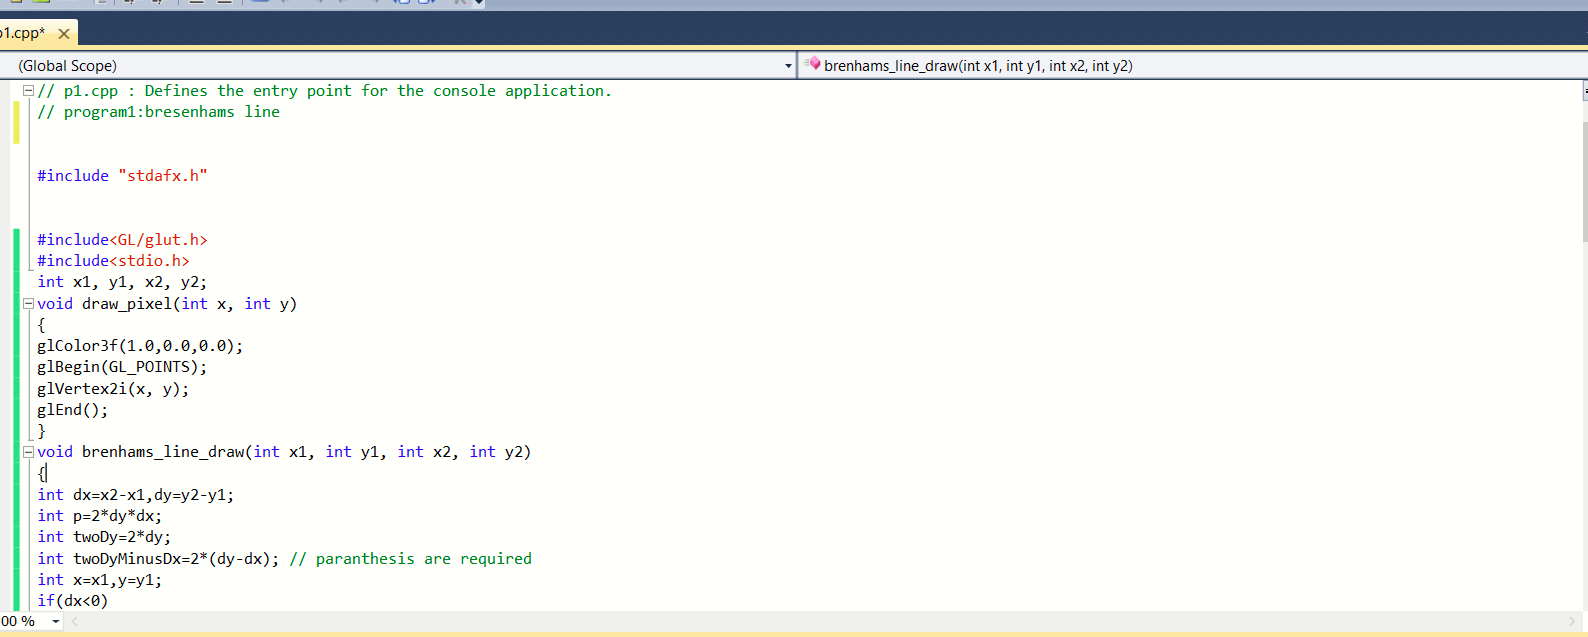 p1.cpp*
(Global Scope)
brenhams_line_draw(int x1, int y1, int x2, int y2)
// p1.cpp : Defines the entry point for the console application.
// program1:bresenhams line
#include "stdafx.h"
#include<GL/glut.h>
#include<stdio.h>
int x1, y1, x2, y2;
void draw_pixel(int x, int y)
{
glColor3f(1.0,0.0,0.0);
glBegin(GL_POINTS);
glVertex2i(x, y);
glEnd();
}
void brenhams_line_draw(int x1, int y1, int x2, int y2)
{
int dx=x2-x1,dy=y2-y1;
int p=2*dy*dx;
int twoDy=2*dy;
int twoDyMinusDx=2*(dy-dx); // paranthesis are required
int x=x1,y=y1;
if(dx<0)
00 %